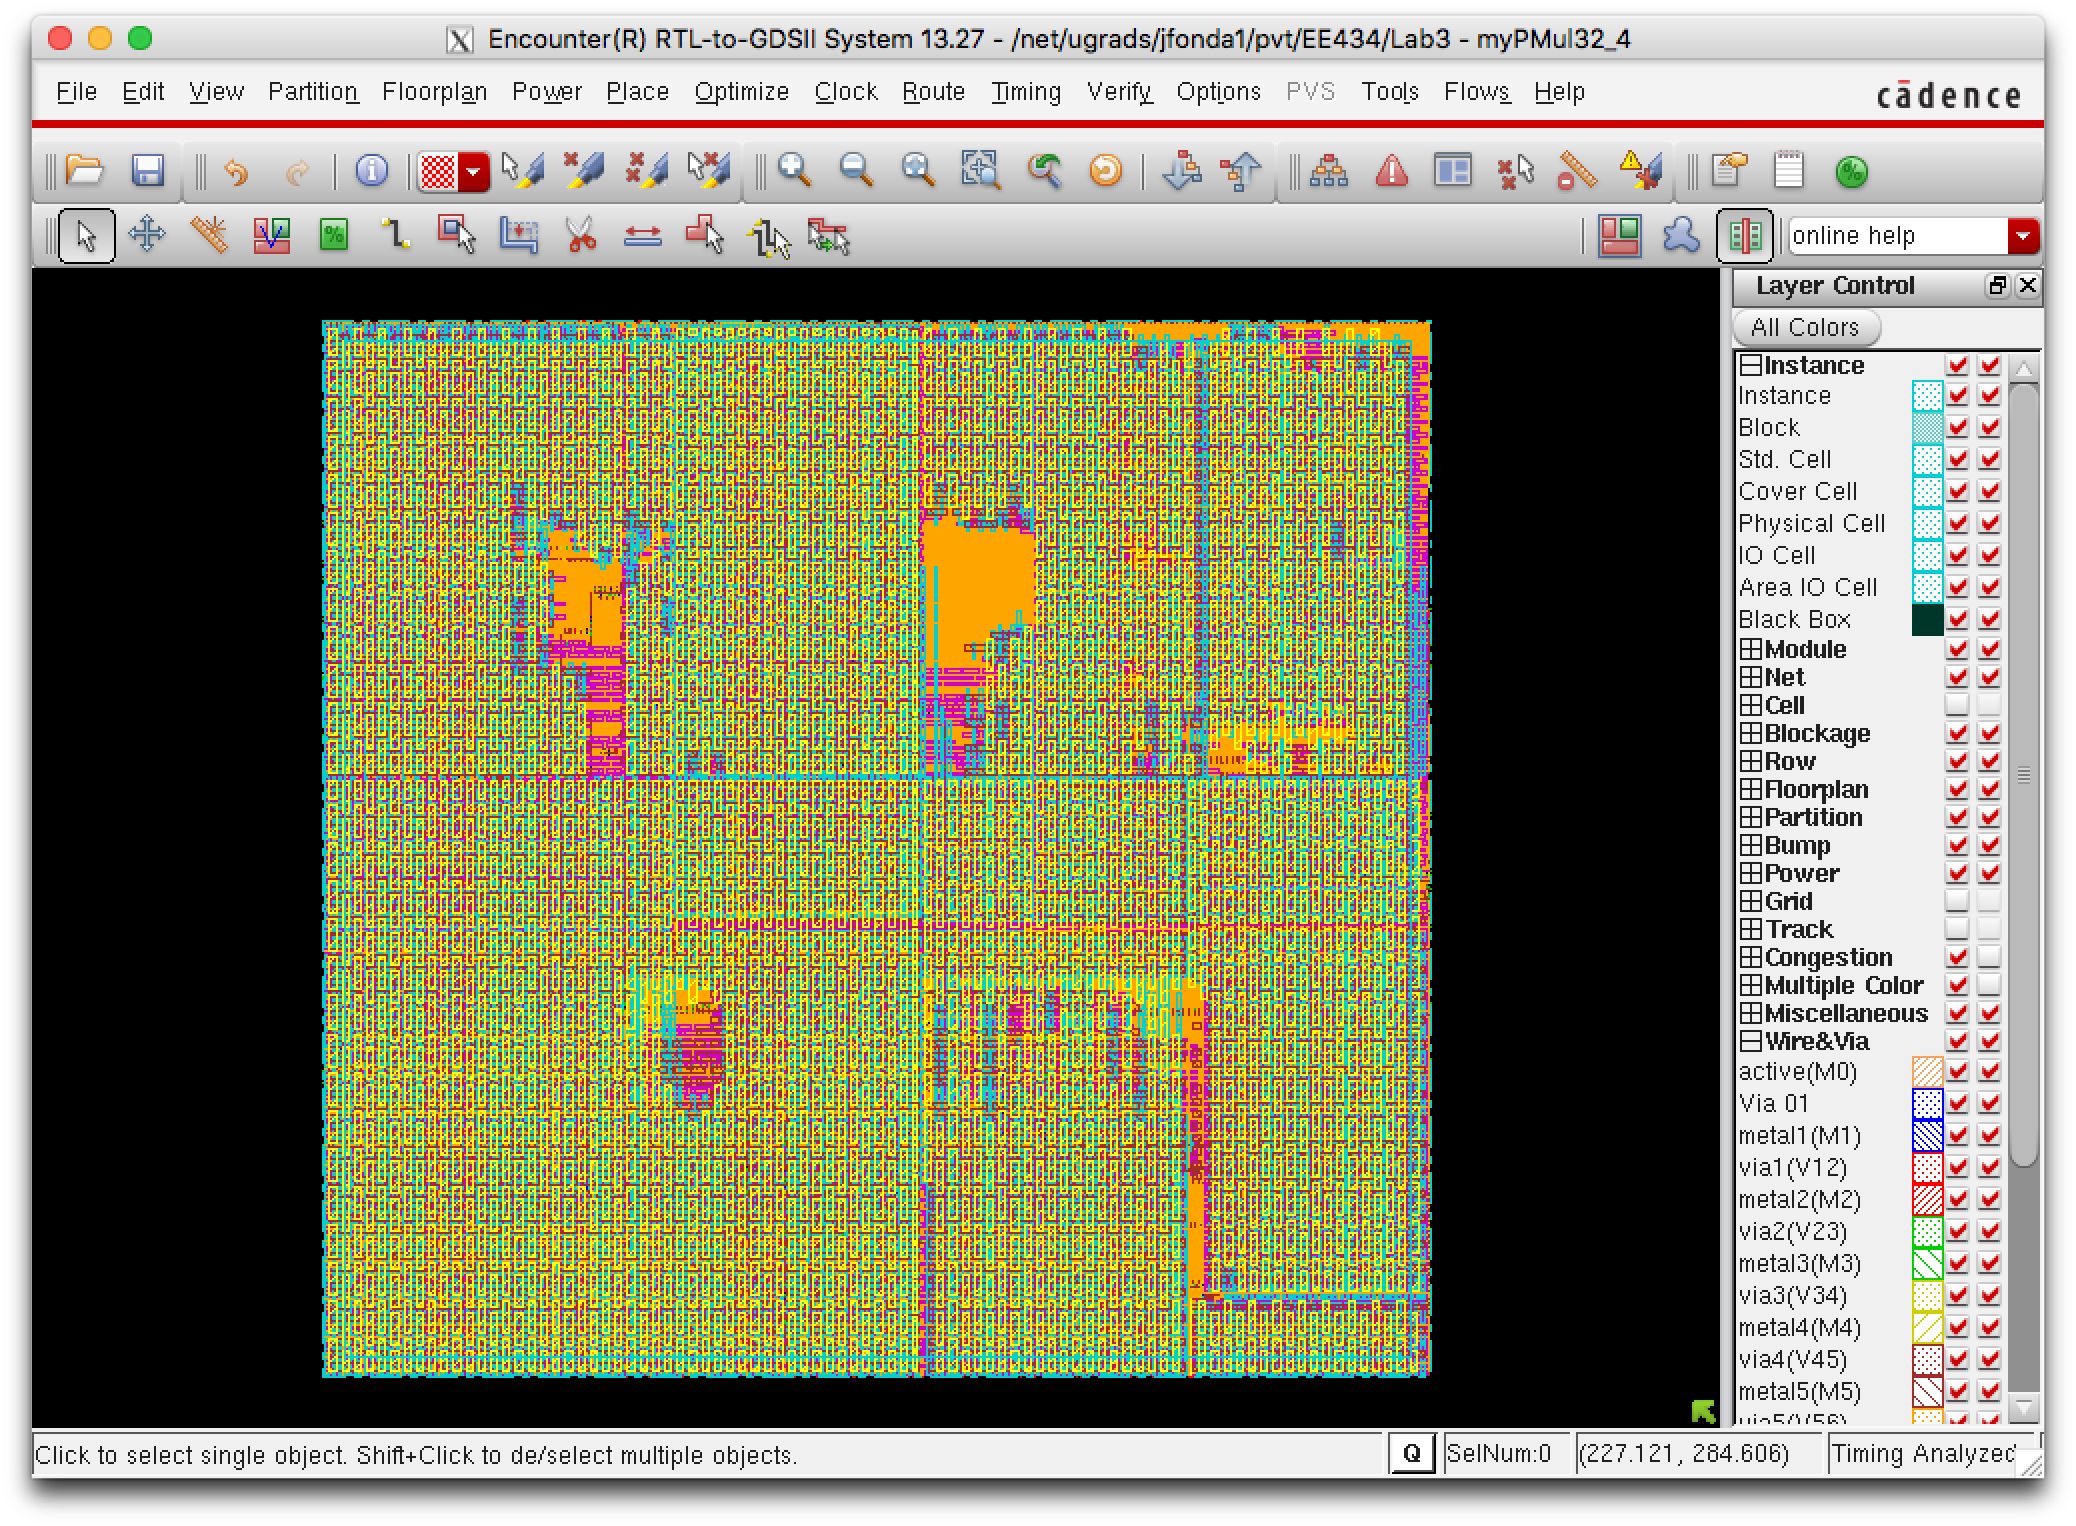 Encounter(R) RTL-to-GDSII System 13.27 - /net/ugrads/jfonda1/pvt/EE434/Lab3 - myPMul32_4
File Edit View Partition Floorplan Power Place Optimize Clock Route Timing Verify Options PVS Tools Flows Help
cādence
online help
Layer Control
All Colors
Instance
Instance
Block
Std. Cell
Cover Cell
Physical Cell
IO Cell
Area IO Cell
Black Box
Module
Net
Cell
Blockage
Row
Floorplan
Partition
Bump
Power
Grid
Track
Congestion
Multiple Color
Miscellaneous
Wire&Via
active(M0)
Via 01
metal1(M1)
via1(V12)
metal2(M2)
via2(V23)
metal3(M3)
via3(V34)
metal4(M4)
via4(V45)
metal5(M5)
via5(V56)
Click to select single object. Shift+Click to de/select multiple objects.
Q
SelNum:0
(227.121, 284.606)
Timing Analyzed